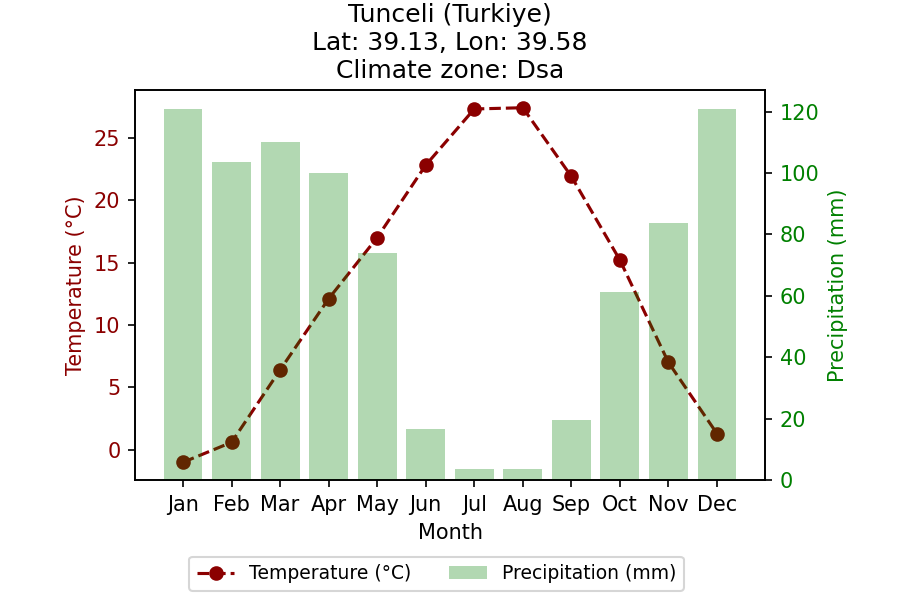 Tunceli (Turkiye)
Lat: 39.13, Lon: 39.58
Climate zone: Dsa
Temperature (°C)
25
20
15
10
5
0
120
100
80
60
40
20
0
Precipitation (mm)
Jan Feb Mar Apr May Jun Jul Aug Sep Oct Nov Dec
Month
Temperature (°C) Precipitation (mm)